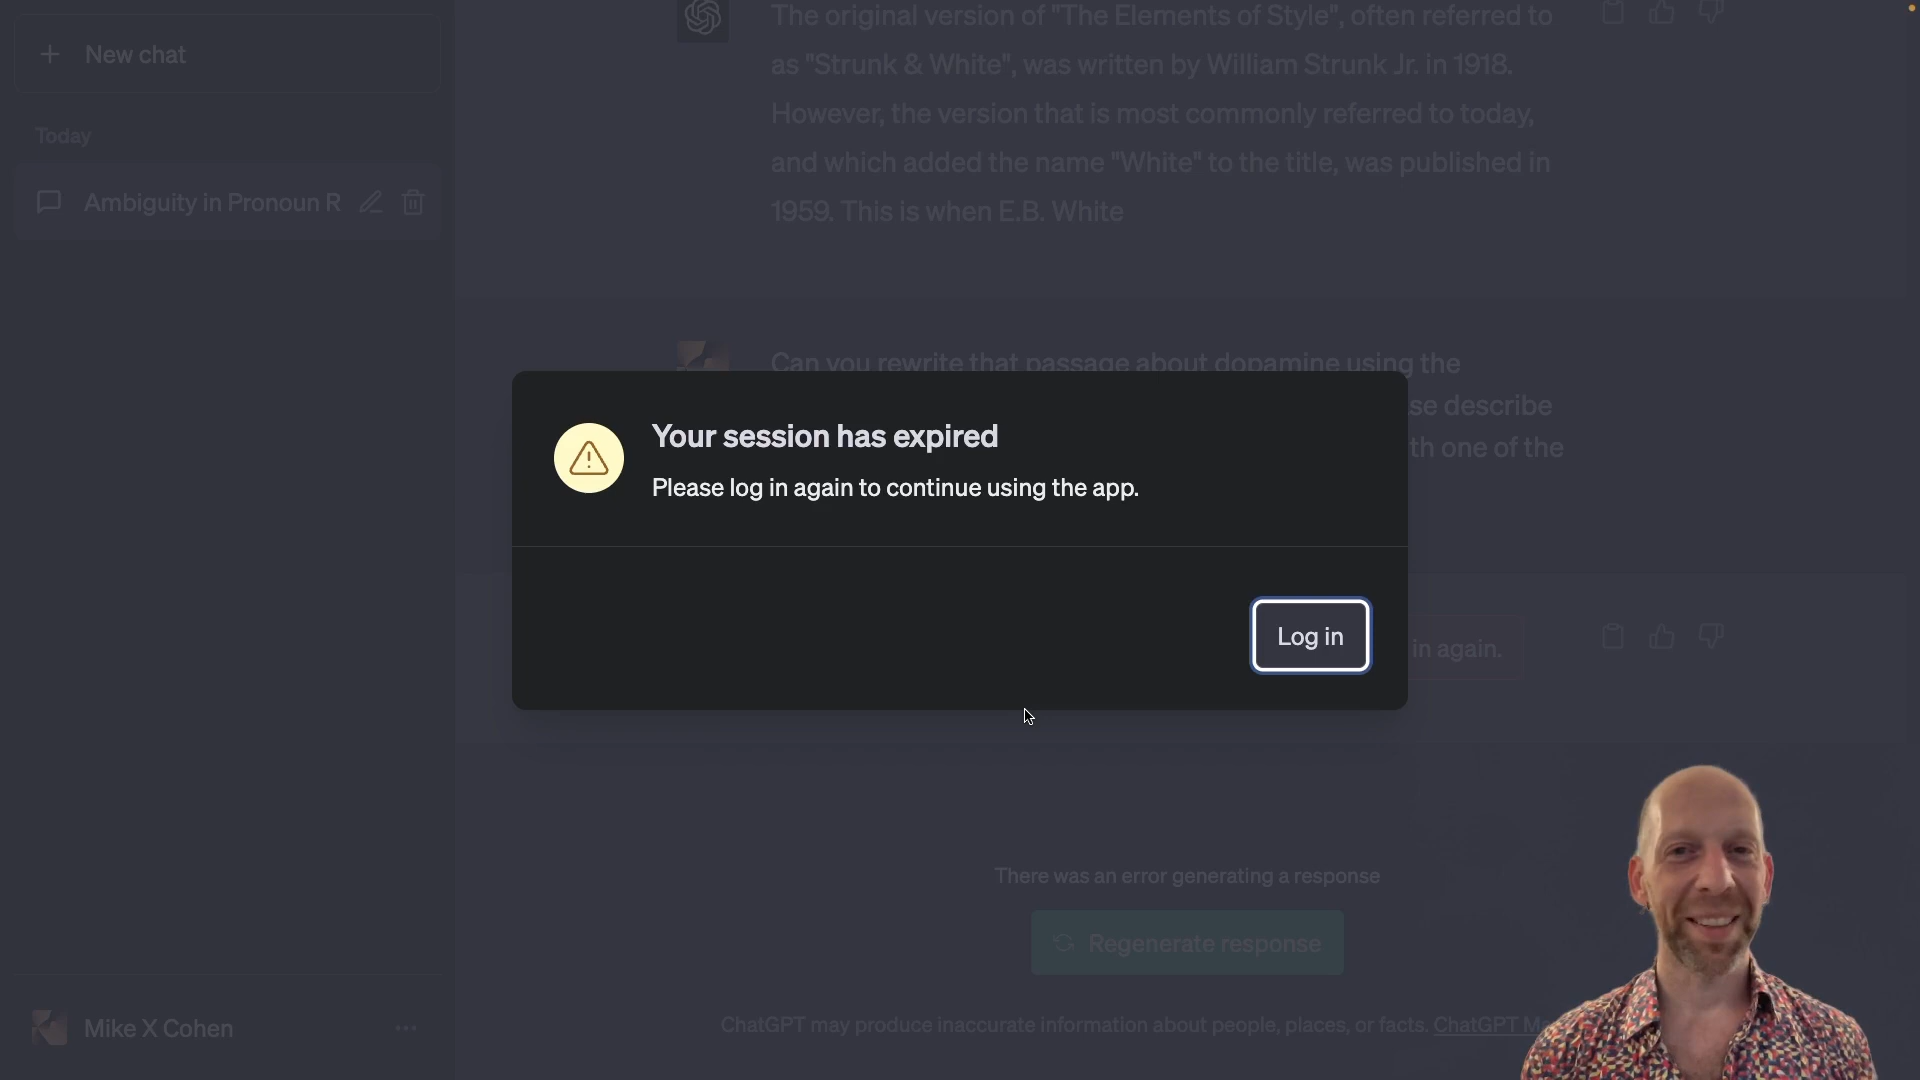 New chat
Today
Ambiguity in Pronoun R
The original version of "The Elements of Style", often referred to
as "Strunk & White", was written by William Strunk Jr. in 1918.
However, the version that is most commonly referred to today,
and which added the name "White" to the title, was published in
1959. This is when E.B. White
Can you rewrite that passage about dopamine using the
se describe
th one of the
Your session has expired
Please log in again to continue using the app.
Log in
in again.
There was an error generating a response
Regenerate response
Mike X Cohen
ChatGPT may produce inaccurate information about people, places, or facts. ChatGPT M